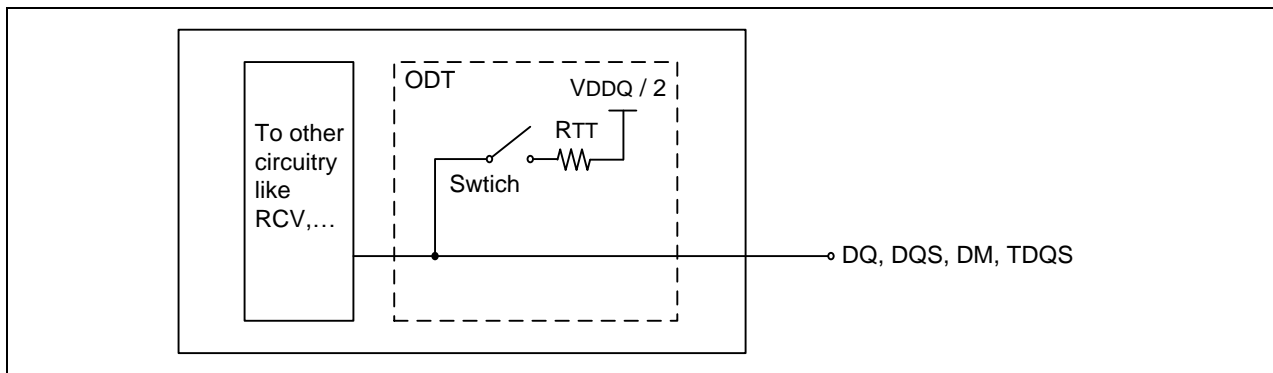 ODT
VDDQ / 2
To other
circuitry
like
RCV,…
RTT
Swtich
DQ, DQS, DM, TDQS